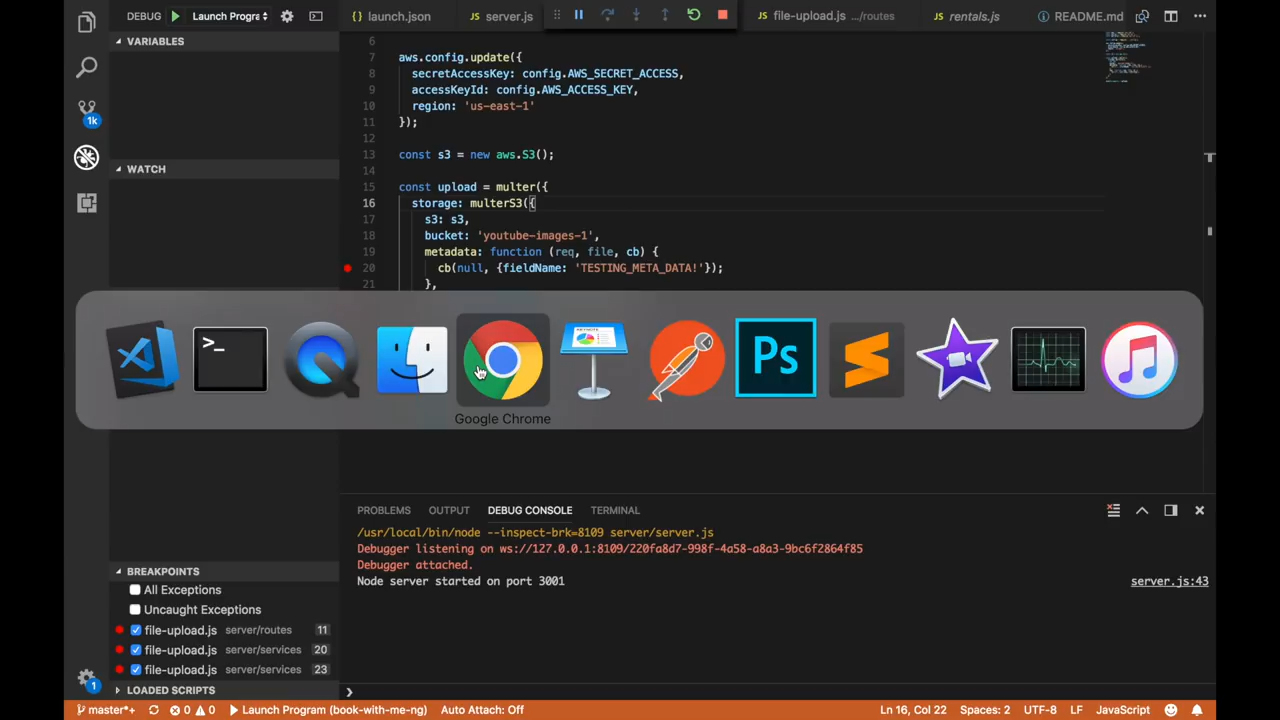 DEBUG
Launch Progra
launch.json
server.js
file-upload.js .../routes
rentals.js
README.md
VARIABLES
WATCH
1k
6
7 aws.config.update({
8 secretAccessKey: config.AWS_SECRET_ACCESS,
9 accessKeyId: config.AWS_ACCESS_KEY,
10 region: 'us-east-1'
11 });
12
13 const s3 = new aws.S3();
14
15 const upload = multer({
16 storage: multerS3({
17 s3: s3,
18 bucket: 'youtube-images-1',
19 metadata: function (req, file, cb) {
20 cb(null, {fieldName: 'TESTING_META_DATA!'});
21 },
Ps
Google Chrome
PROBLEMS OUTPUT DEBUG CONSOLE TERMINAL
/usr/local/bin/node --inspect-brk=8109 server/server.js
Debugger listening on ws://127.0.0.1:8109/220fa8d7-998f-4a58-a8a3-9bc6f2864f85
Debugger attached.
Node server started on port 3001 server.js:43
BREAKPOINTS
All Exceptions
Uncaught Exceptions
file-upload.js server/routes 11
file-upload.js server/services 20
file-upload.js server/services 23
LOADED SCRIPTS
1
master*+ 0 0 Launch Program (book-with-me-ng) Auto Attach: Off Ln 16, Col 22 Spaces: 2 UTF-8 LF JavaScript